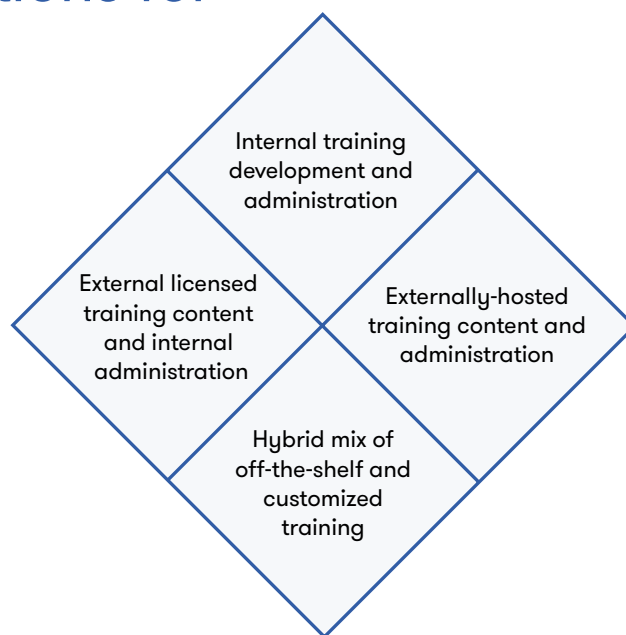 Internal training
development and
administration
External licensed
training content
and internal
administration
Externally-hosted
training content and
administration
Hybrid mix of
off-the-shelf and
customized
training